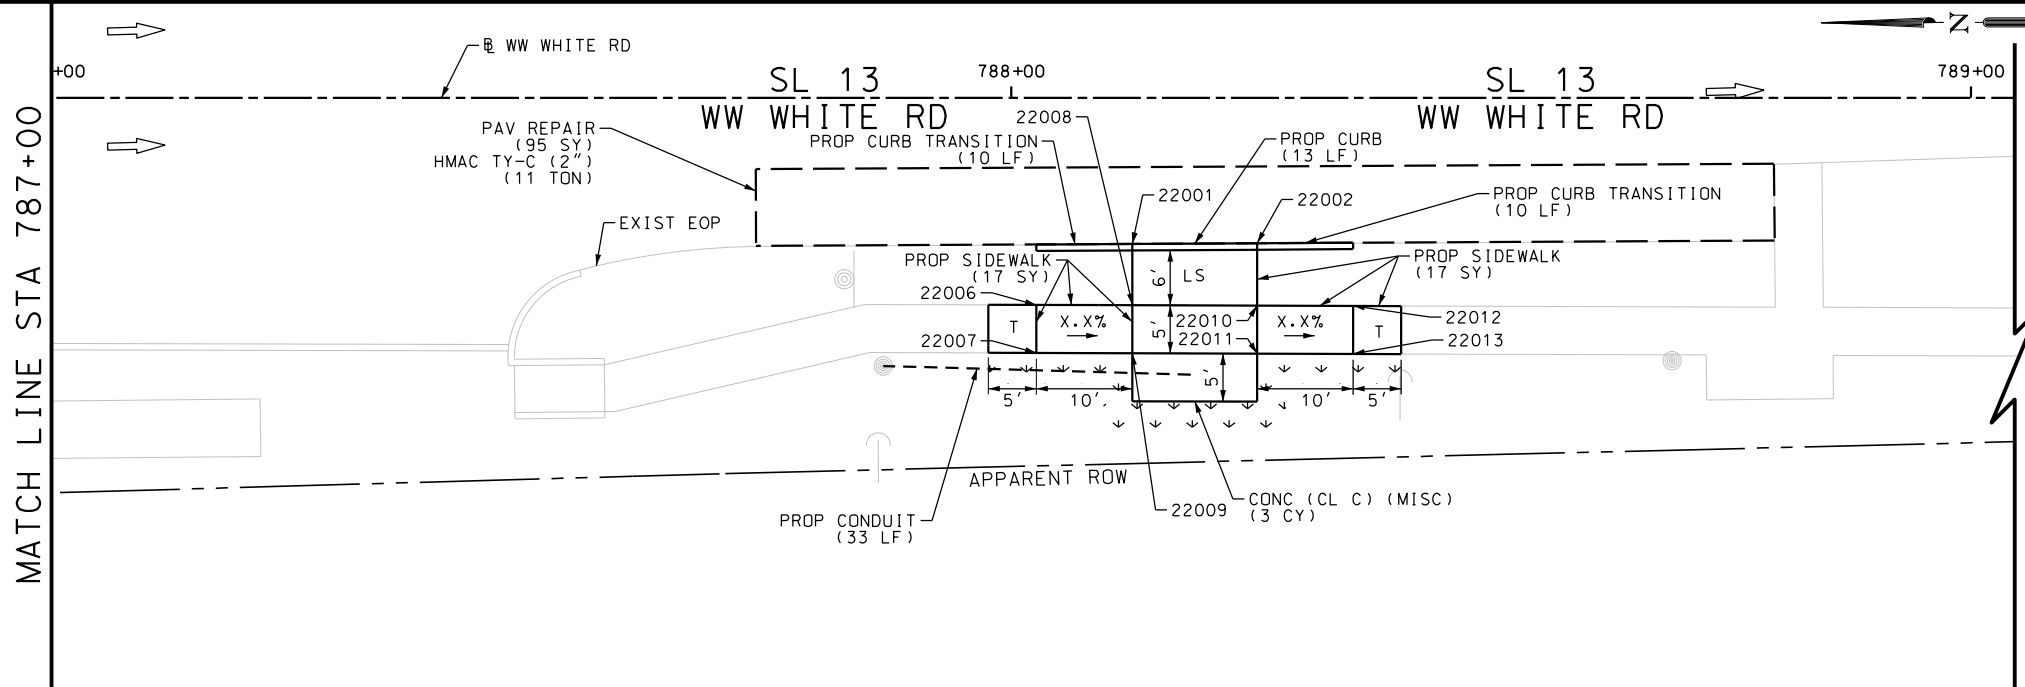 N
℄ WW WHITE RD
+00
SL 13
788+00
SL 13
789+00
WW WHITE RD
WW WHITE RD
MATCH LINE STA 787+00
PAV REPAIR
(95 SY)
HMAC TY-C (2")
(11 TON)
22008
PROP CURB TRANSITION
(10 LF)
PROP CURB
(13 LF)
22001
22002
PROP CURB TRANSITION
(10 LF)
EXIST EOP
PROP SIDEWALK
(17 SY)
6'
LS
PROP SIDEWALK
(17 SY)
22006
22007
T
X.X%
5'
22010
22011
X.X%
T
22012
22013
5'
10'
5'
10'
5'
APPARENT ROW
PROP CONDUIT
(33 LF)
22009
CONC (CL C) (MISC)
(3 CY)